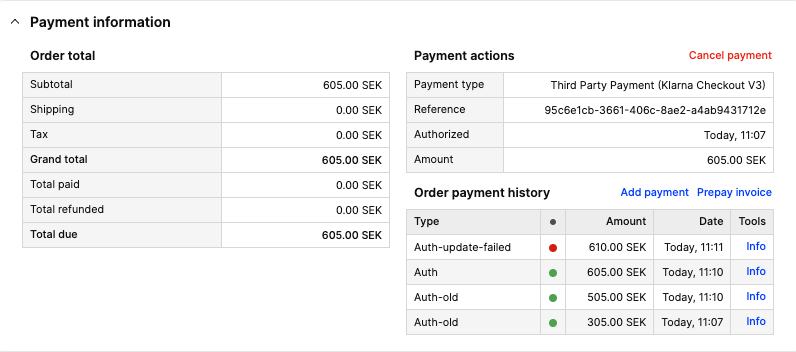 Payment information
Order total
Subtotal 605.00 SEK
Shipping 0.00 SEK
Tax 0.00 SEK
Grand total 605.00 SEK
Total paid 0.00 SEK
Total refunded 0.00 SEK
Total due 605.00 SEK
Payment actions Cancel payment
Payment type Third Party Payment (Klarna Checkout V3)
Reference 95c6e1cb-3661-406c-8ae2-a4ab9431712e
Authorized Today, 11:07
Amount 605.00 SEK
Order payment history Add payment Prepay invoice
Type Amount Date Tools
Auth-update-failed 610.00 SEK Today, 11:11 Info
Auth 605.00 SEK Today, 11:10 Info
Auth-old 505.00 SEK Today, 11:10 Info
Auth-old 305.00 SEK Today, 11:07 Info